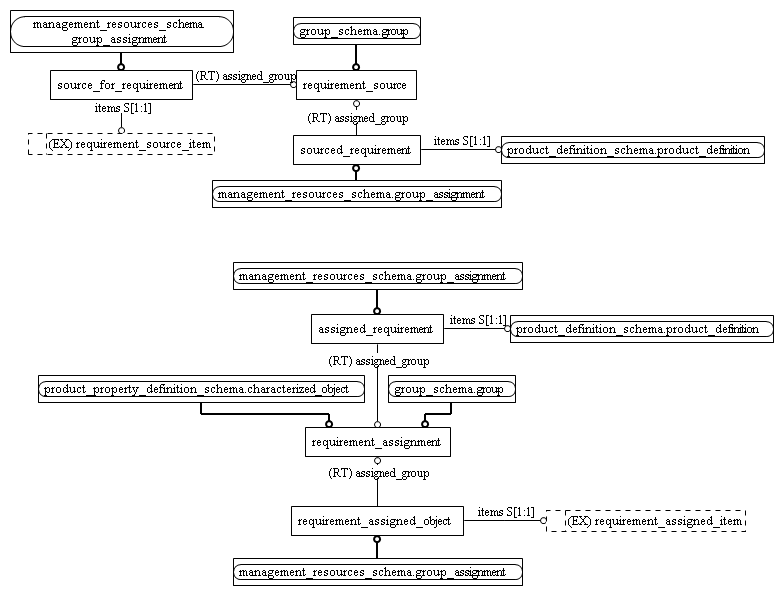 management_resources_schema.
group_assignment
group_schema.group
source_for_requirement
(RT) assigned_group
requirement_source
items S[1:1]
(RT) assigned_group
(EX) requirement_source_item
sourced_requirement
items S[1:1]
product_definition_schema.product_definition
management_resources_schema.group_assignment
management_resources_schema.group_assignment
assigned_requirement
items S[1:1]
product_definition_schema.product_definition
(RT) assigned_group
product_property_definition_schema.characterized_object
group_schema.group
requirement_assignment
(RT) assigned_group
requirement_assigned_object
items S[1:1]
(EX) requirement_assigned_item
management_resources_schema.group_assignment